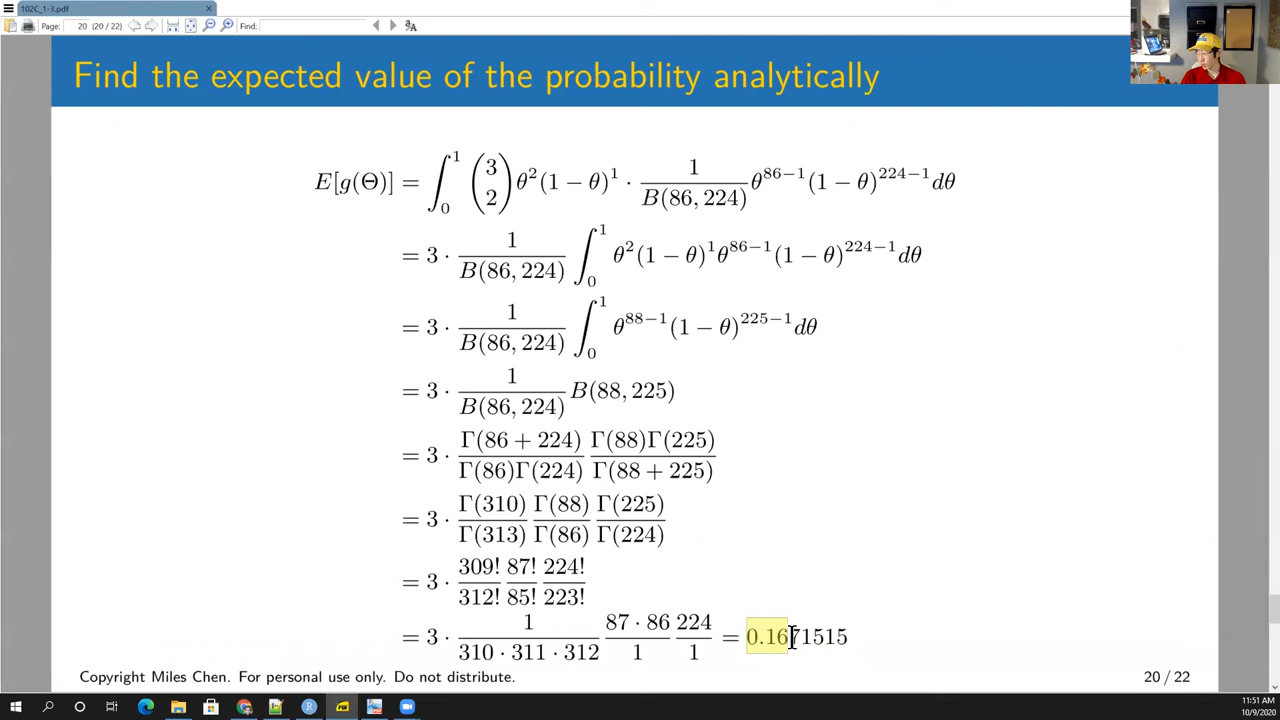 102C_1-3.pdf
Page: 20 (20 / 22) Find:
Find the expected value of the probability analytically
E[g(Θ)] = ∫₀¹ (3 2) θ²(1 − θ)¹ · 1/B(86, 224) θ^{86−1}(1 − θ)^{224−1}dθ
= 3 · 1/B(86, 224) ∫₀¹ θ²(1 − θ)¹θ^{86−1}(1 − θ)^{224−1}dθ
= 3 · 1/B(86, 224) ∫₀¹ θ^{88−1}(1 − θ)^{225−1}dθ
= 3 · 1/B(86, 224) B(88, 225)
= 3 · Γ(86 + 224)/Γ(86)Γ(224) Γ(88)Γ(225)/Γ(88 + 225)
= 3 · Γ(310)/Γ(313) Γ(88)/Γ(86) Γ(225)/Γ(224)
= 3 · 309!/312! 87!/85! 224!/223!
= 3 · 1/310 · 311 · 312 87 · 86/1 224/1 = 0.1671515
Copyright Miles Chen. For personal use only. Do not distribute. 20 / 22
11:51 AM
10/9/2020